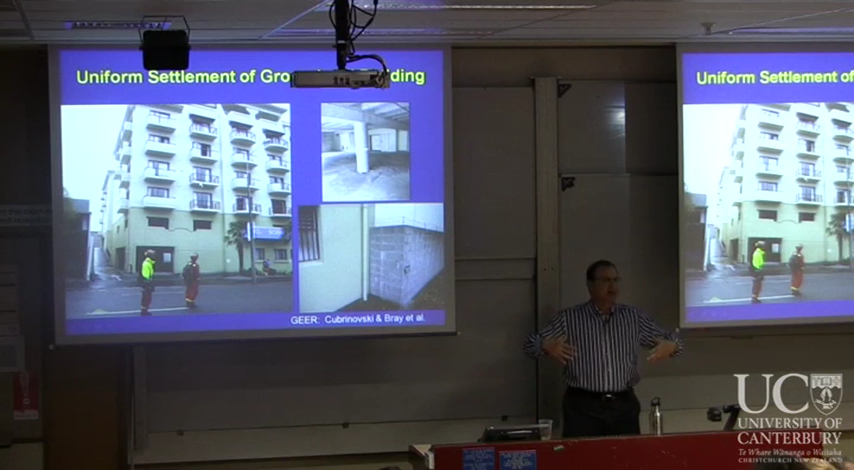 Uniform Settlement of Gro
ding
GEER: Cubrinovski & Bray et al.
Uniform Settlement of
UC
UNIVERSITY OF
CANTERBURY
Te Whare Wānanga o Waitaha
CHRISTCHURCH NEW ZEALAND